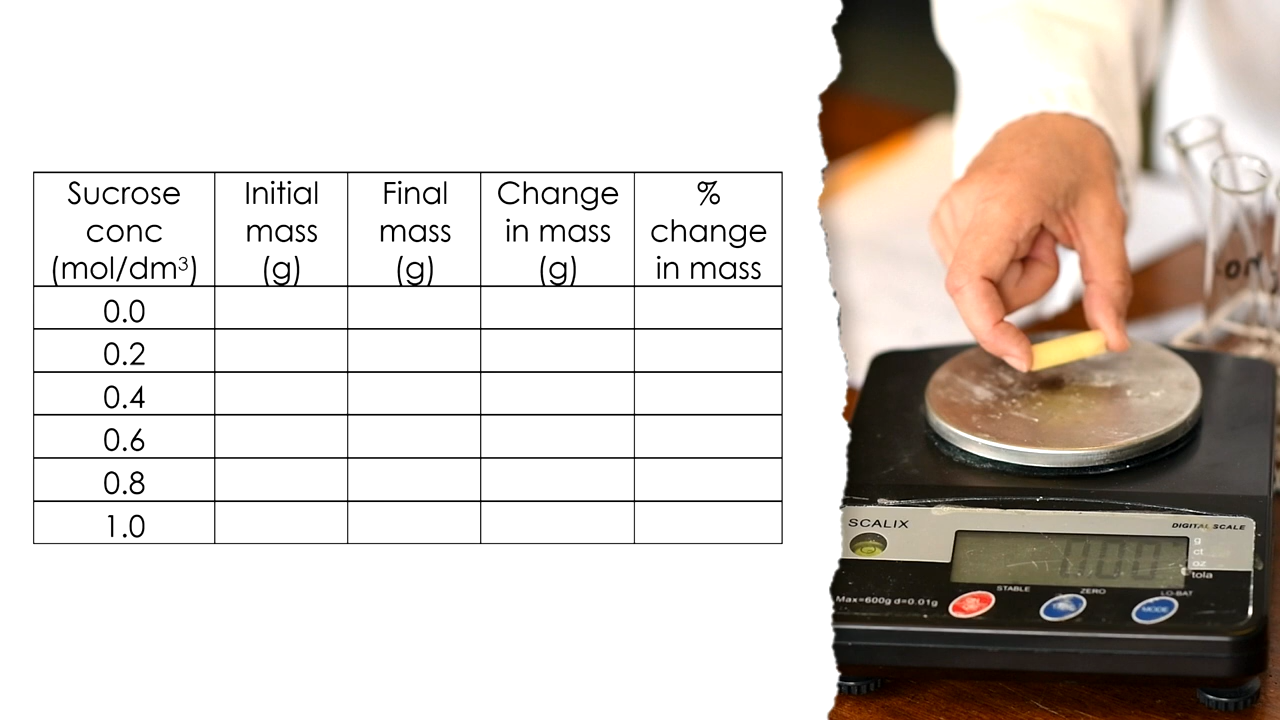 Sucrose conc (mol/dm³)
Initial mass (g)
Final mass (g)
Change in mass (g)
% change in mass
0.0
0.2
0.4
0.6
0.8
1.0
SCALIX
DIGITAL SCALE
0.00
g
ct
oz
tola
STABLE
ZERO
LO-BAT
Max=600g d=0.01g
MODE